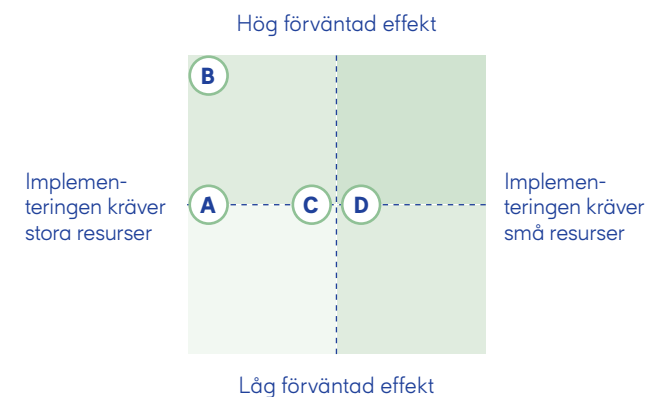 Hög förväntad effekt
B
Implemen-
teringen kräver
stora resurser
A
C
D
Implemen-
teringen kräver
små resurser
Låg förväntad effekt